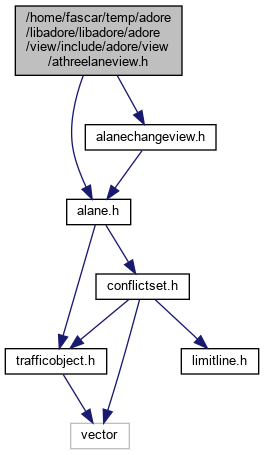 /home/fascar/temp/adore
/libadore/libadore/adore
/view/include/adore/view
/athreelaneview.h
alanechangeview.h
alane.h
conflictset.h
trafficobject.h
limitline.h
vector